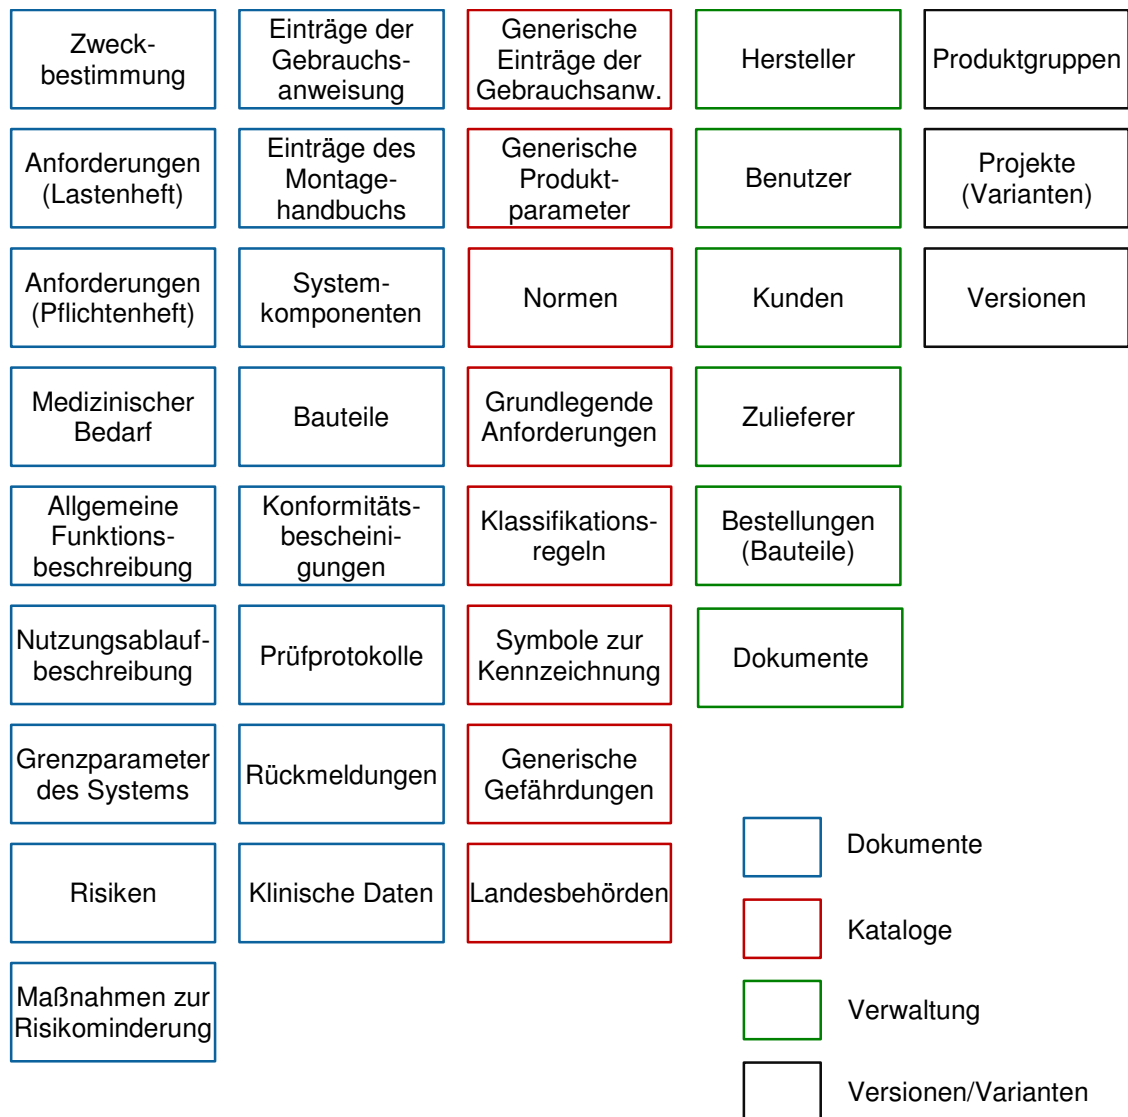 Zweck-
bestimmung
Anforderungen
(Lastenheft)
Anforderungen
(Pflichtenheft)
Medizinischer
Bedarf
Allgemeine
Funktions-
beschreibung
Nutzungsablauf-
beschreibung
Grenzparameter
des Systems
Risiken
Maßnahmen zur
Risikominderung
Einträge der
Gebrauchs-
anweisung
Einträge des
Montage-
handbuchs
System-
komponenten
Bauteile
Konformitäts-
bescheini-
gungen
Prüfprotokolle
Rückmeldungen
Klinische Daten
Generische
Einträge der
Gebrauchsanw.
Generische
Produkt-
parameter
Normen
Grundlegende
Anforderungen
Klassifikations-
regeln
Symbole zur
Kennzeichnung
Generische
Gefährdungen
Landesbehörden
Hersteller
Benutzer
Kunden
Zulieferer
Bestellungen
(Bauteile)
Dokumente
Produktgruppen
Projekte
(Varianten)
Versionen
Dokumente
Kataloge
Verwaltung
Versionen/Varianten